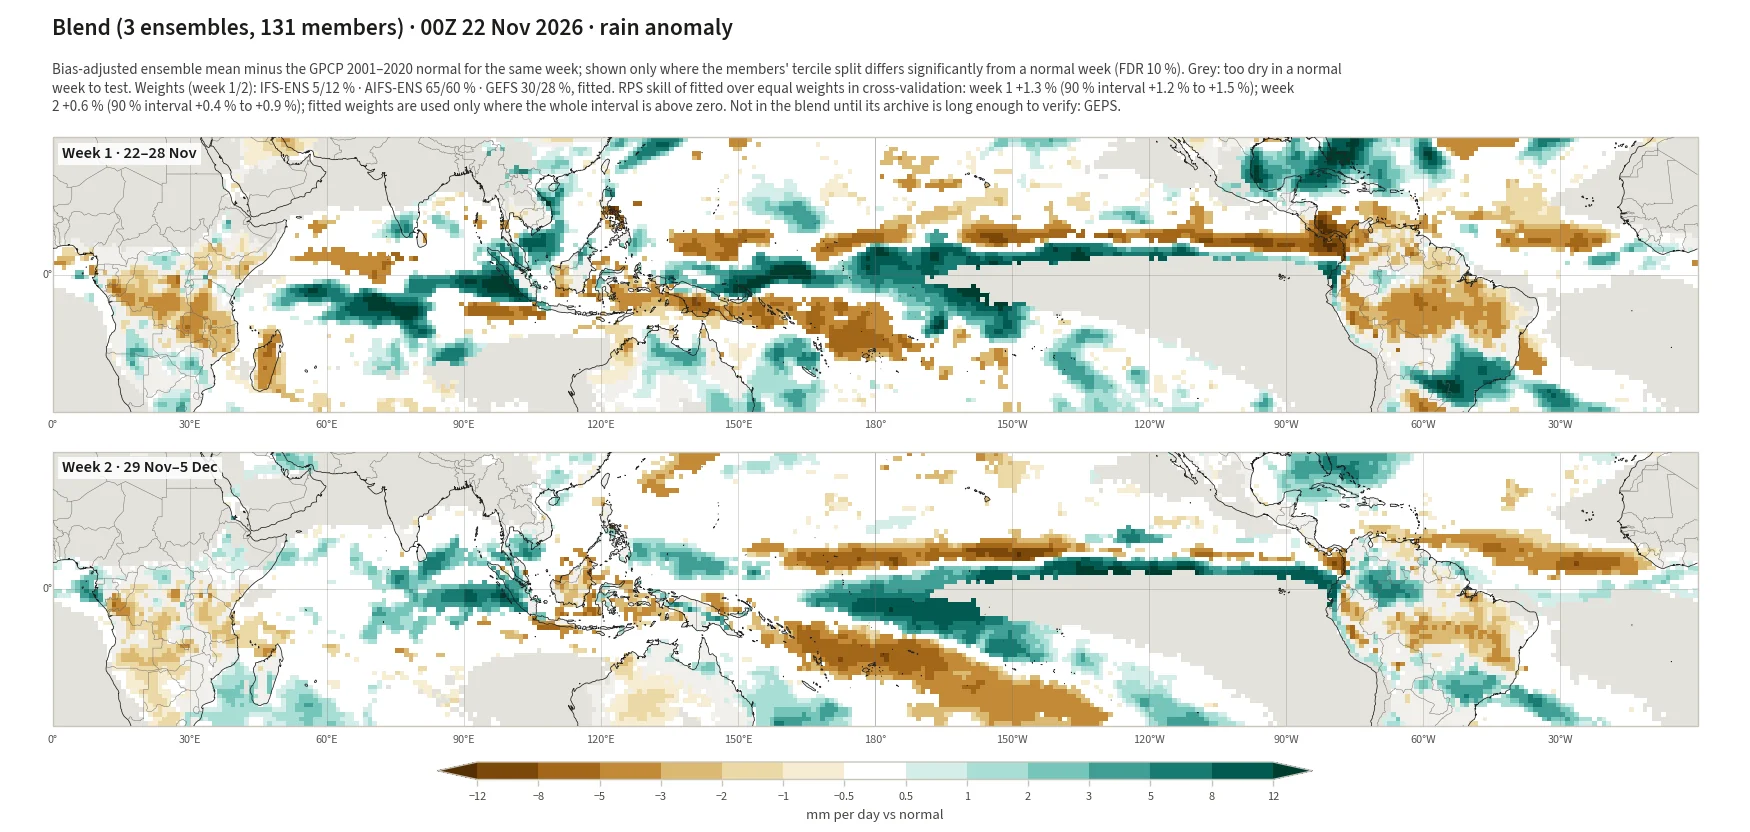 Blend (3 ensembles, 131 members) · 00Z 22 Nov 2026 · rain anomaly
Bias-adjusted ensemble mean minus the GPCP 2001–2020 normal for the same week; shown only where the members' tercile split differs significantly from a normal week (FDR 10 %). Grey: too dry in a normal
week to test. Weights (week 1/2): IFS-ENS 5/12 % · AIFS-ENS 65/60 % · GEFS 30/28 %, fitted. RPS skill of fitted over equal weights in cross-validation: week 1 +1.3 % (90 % interval +1.2 % to +1.5 %); week
2 +0.6 % (90 % interval +0.4 % to +0.9 %); fitted weights are used only where the whole interval is above zero. Not in the blend until its archive is long enough to verify: GEPS.
Week 1 · 22–28 Nov
0°
0° 30°E 60°E 90°E 120°E 150°E 180° 150°W 120°W 90°W 60°W 30°W
Week 2 · 29 Nov–5 Dec
0°
0° 30°E 60°E 90°E 120°E 150°E 180° 150°W 120°W 90°W 60°W 30°W
−12 −8 −5 −3 −2 −1 −0.5 0.5 1 2 3 5 8 12
mm per day vs normal